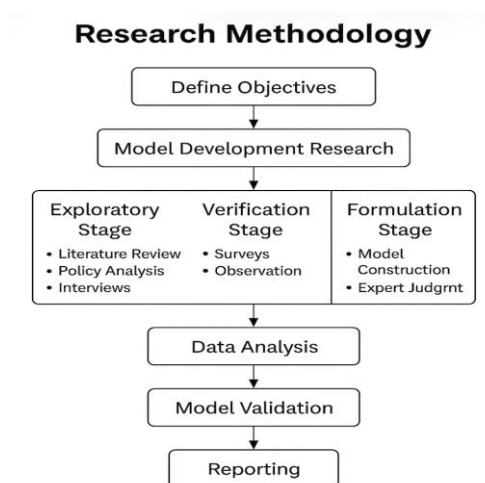 Research Methodology
Define Objectives
Model Development Research
Exploratory
Stage
• Literature Review
• Policy Analysis
• Interviews
Verification
Stage
• Surveys
• Observation
Formulation
Stage
• Model
Construction
• Expert Judgrnt
Data Analysis
Model Validation
Reporting